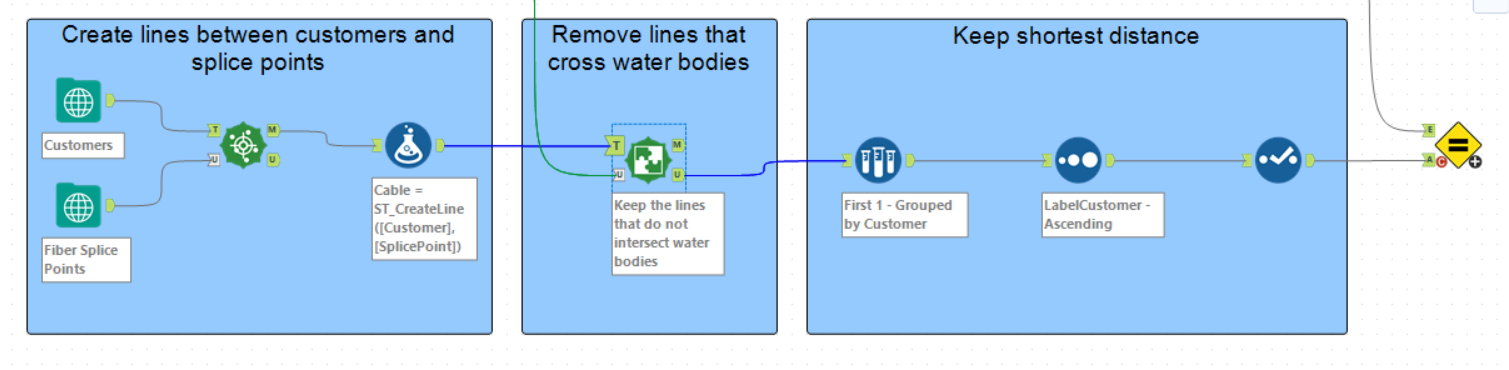 Create lines between customers and
splice points
Customers
Fiber Splice
Points
T
U
M
U
Cable =
ST_CreateLine
([Customer],
[SplicePoint])
Remove lines that
cross water bodies
T
U
M
U
Keep the lines
that do not
intersect water
bodies
Keep shortest distance
First 1 - Grouped
by Customer
LabelCustomer -
Ascending
E
A
C